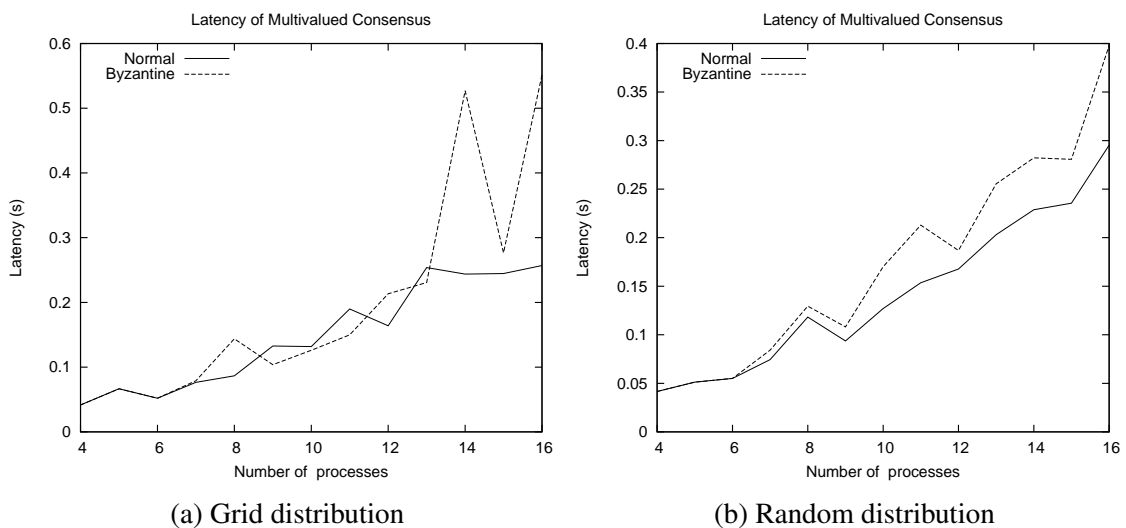 Latency of Multivalued Consensus
Normal
Byzantine
0.6
0.5
0.4
0.3
0.2
0.1
0
Latency (s)
4 6 8 10 12 14 16
Number of processes
(a) Grid distribution
Latency of Multivalued Consensus
Normal
Byzantine
0.4
0.35
0.3
0.25
0.2
0.15
0.1
0.05
0
Latency (s)
4 6 8 10 12 14 16
Number of processes
(b) Random distribution